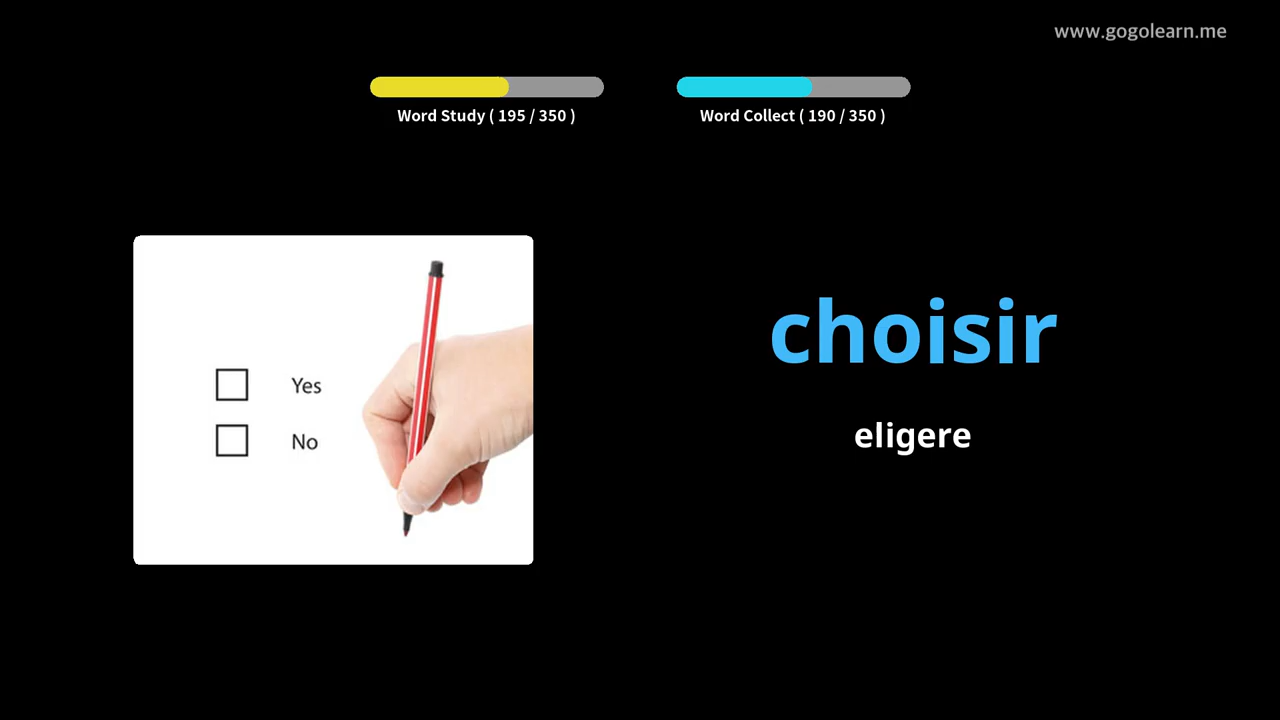 www.gogolearn.me
Word Study ( 195 / 350 )
Word Collect ( 190 / 350 )
choisir
eligere
Yes
No